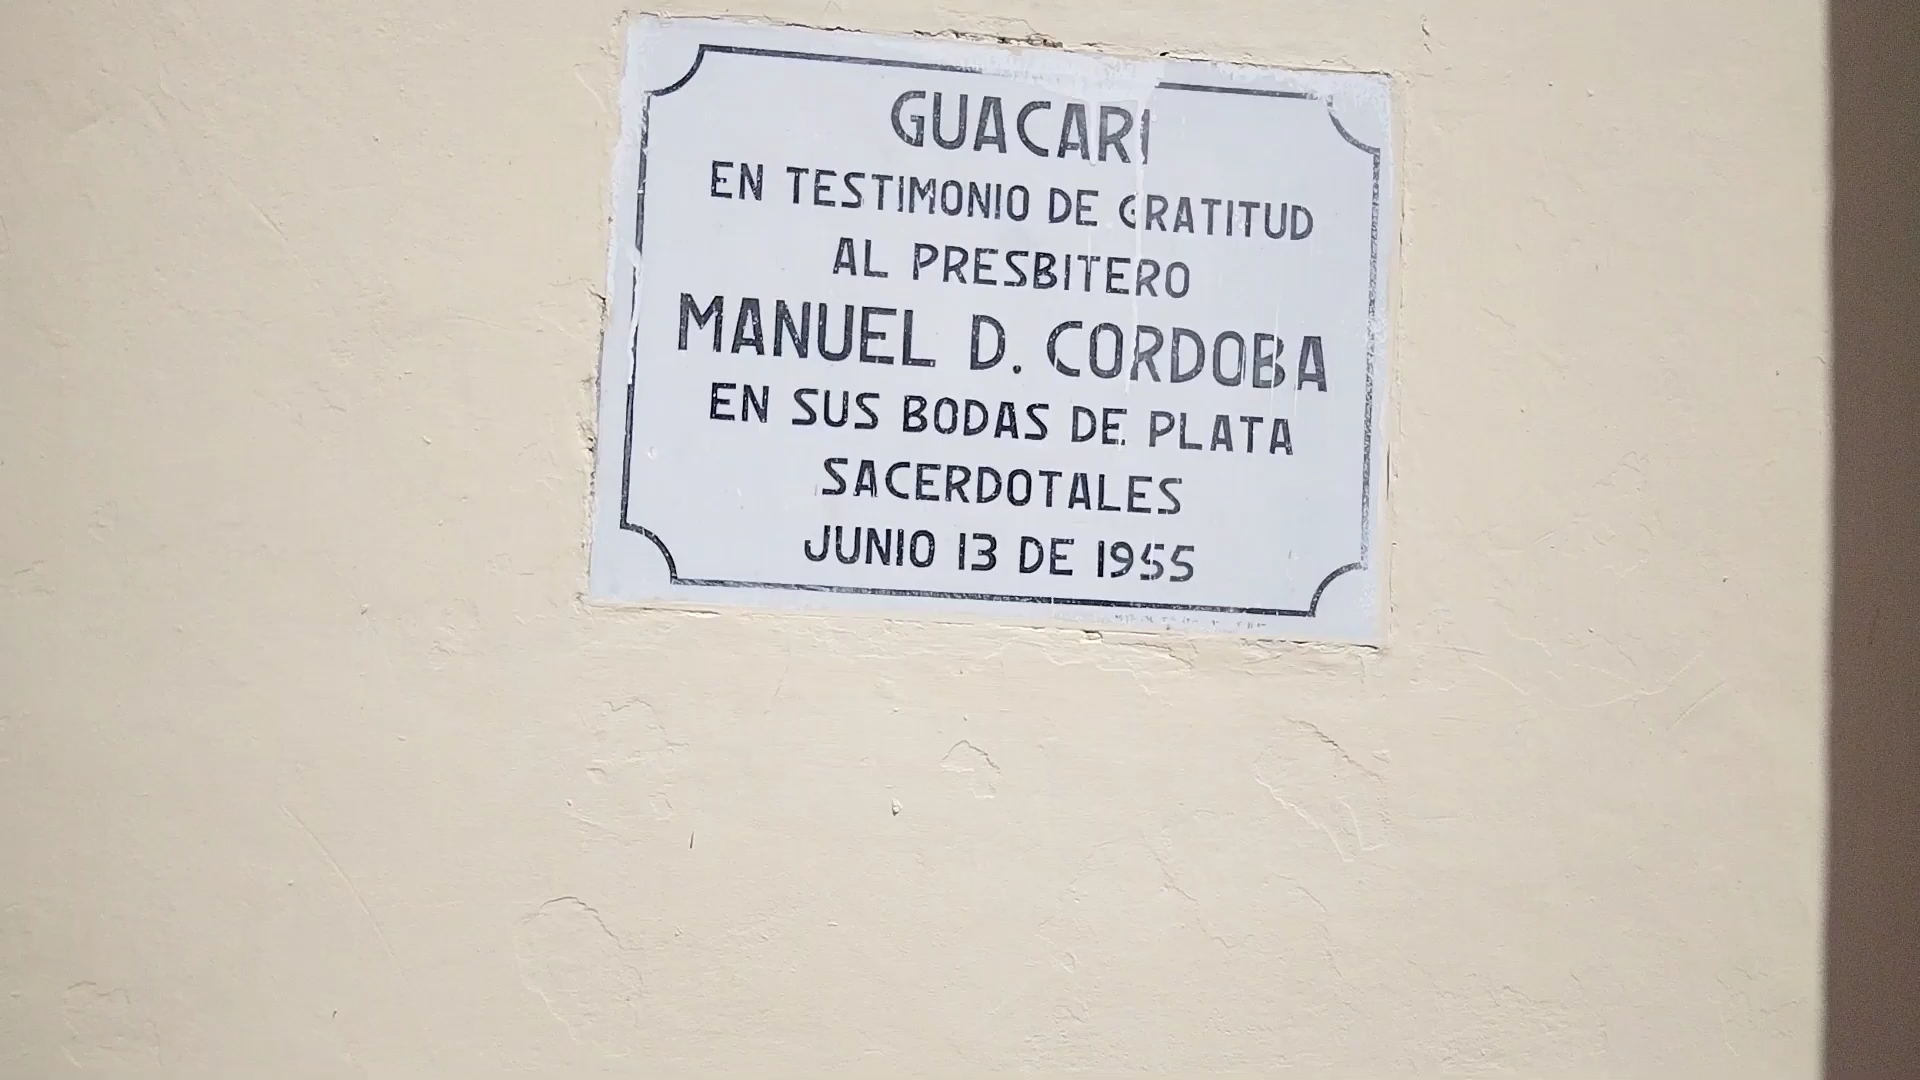 GUACARI
EN TESTIMONIO DE GRATITUD
AL PRESBITERO
MANUEL D. CORDOBA
EN SUS BODAS DE PLATA
SACERDOTALES
JUNIO 13 DE 1955